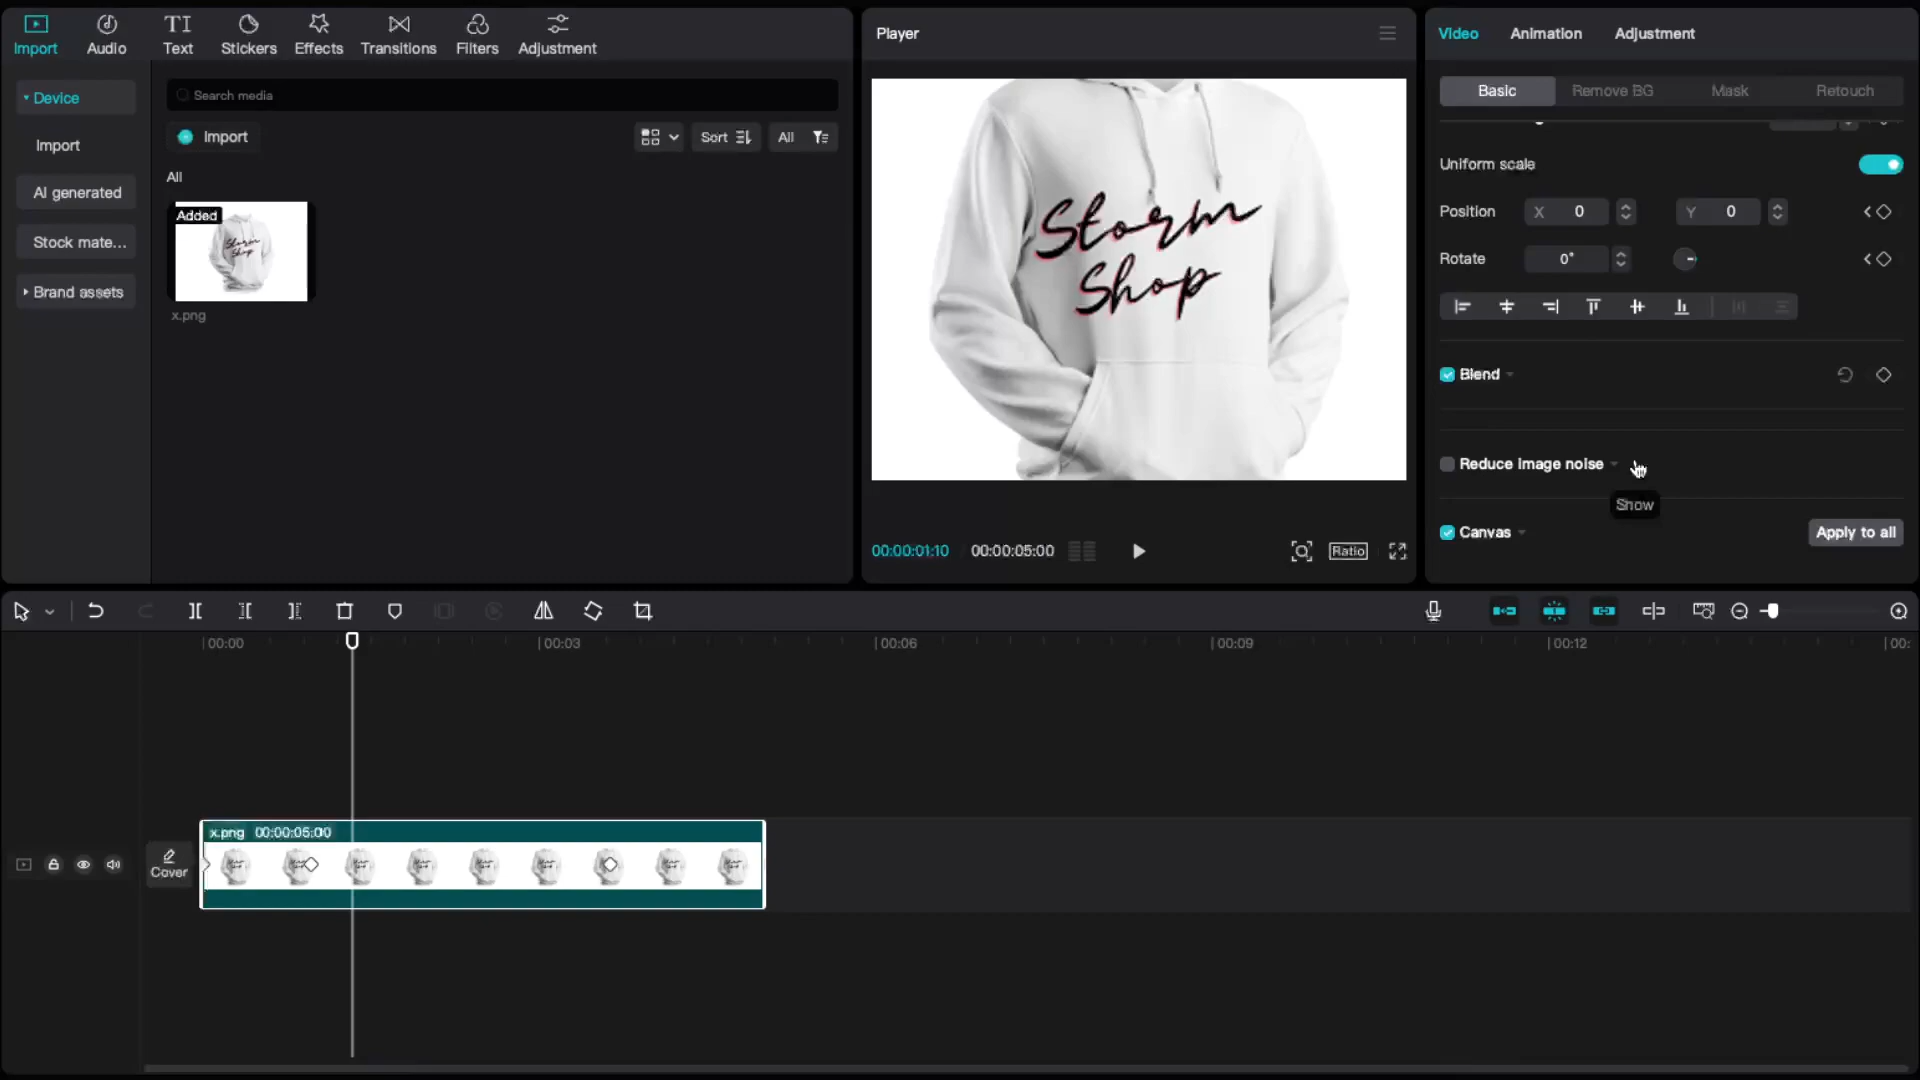 Import
Audio
Text
Stickers
Effects
Transitions
Filters
Adjustment
Device
Import
AI generated
Stock mate...
Brand assets
Search media
Import
Sort
All
All
Added
x.png
Player
Storm
Shop
00:00:01:10
00:00:05:00
Ratio
Video
Animation
Adjustment
Basic
Remove BG
Mask
Retouch
Uniform scale
Position
X 0
Y 0
Rotate
0°
Blend
Reduce image noise
Show
Canvas
Apply to all
00:00
00:03
00:06
00:09
00:12
00:
x.png 00:00:05:00
Cover